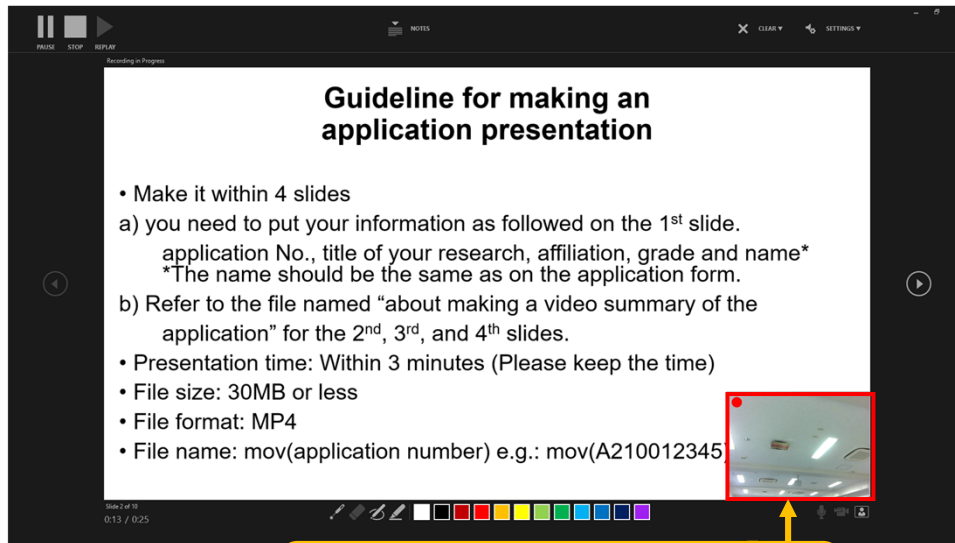 PAUSE STOP REPLAY
NOTES
CLEAR ▼
SETTINGS ▼
Recording in Progress
Guideline for making an
application presentation
• Make it within 4 slides
a) you need to put your information as followed on the 1st slide.
application No., title of your research, affiliation, grade and name*
*The name should be the same as on the application form.
b) Refer to the file named “about making a video summary of the
application” for the 2nd, 3rd, and 4th slides.
• Presentation time: Within 3 minutes (Please keep the time)
• File size: 30MB or less
• File format: MP4
• File name: mov(application number) e.g.: mov(A210012345)
Slide 2 of 10
0:13 / 0:25